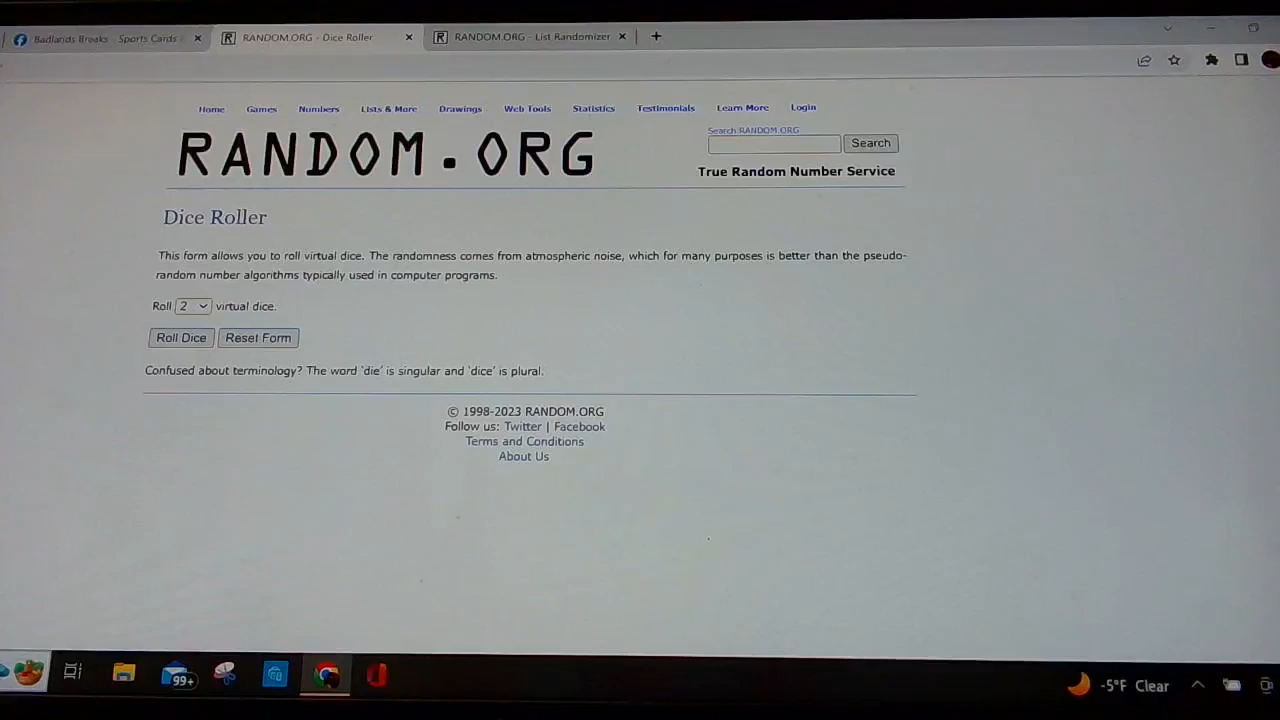 Badlands Breaks - Sports Cards
RANDOM.ORG - Dice Roller
RANDOM.ORG - List Randomizer
Home Games Numbers Lists & More Drawings Web Tools Statistics Testimonials Learn More Login
RANDOM.ORG
Search RANDOM.ORG
Search
True Random Number Service
Dice Roller
This form allows you to roll virtual dice. The randomness comes from atmospheric noise, which for many purposes is better than the pseudo-
random number algorithms typically used in computer programs.
Roll 2 virtual dice.
Roll Dice Reset Form
Confused about terminology? The word 'die' is singular and 'dice' is plural.
© 1998-2023 RANDOM.ORG
Follow us: Twitter | Facebook
Terms and Conditions
About Us
99+
-5°F Clear